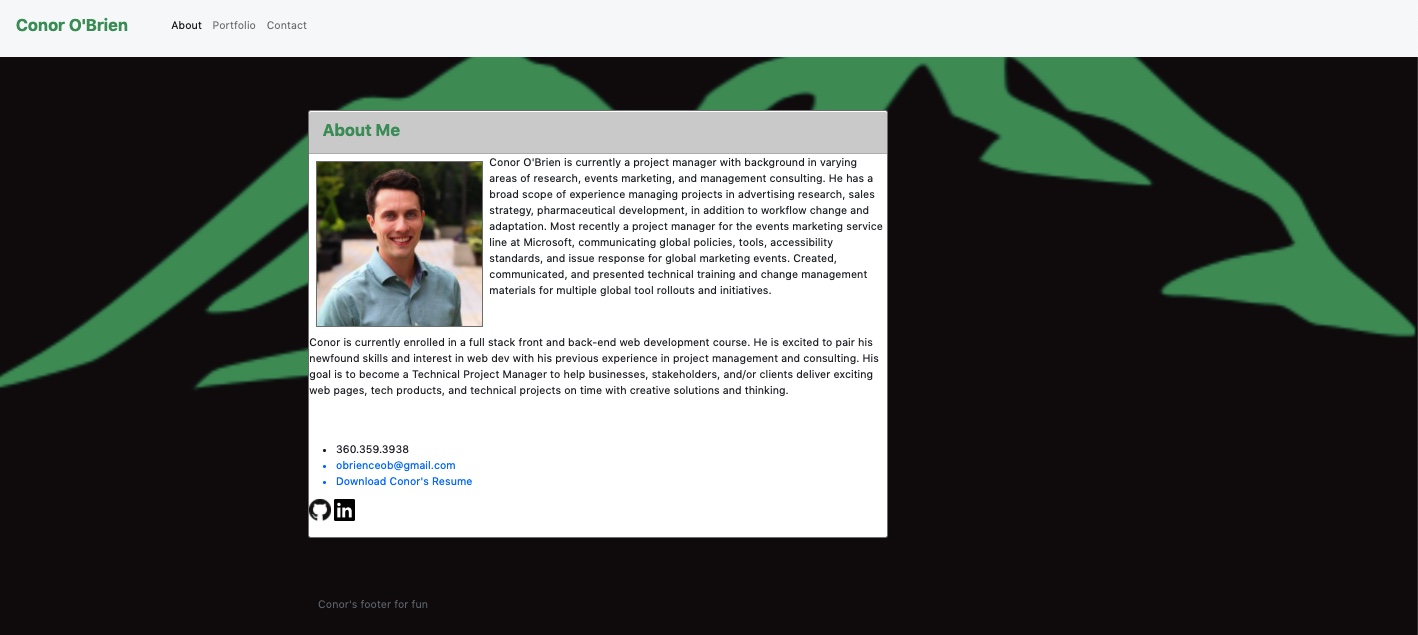 Conor O'Brien
About Portfolio Contact
About Me
Conor O'Brien is currently a project manager with background in varying
areas of research, events marketing, and management consulting. He has a
broad scope of experience managing projects in advertising research, sales
strategy, pharmaceutical development, in addition to workflow change and
adaptation. Most recently a project manager for the events marketing service
line at Microsoft, communicating global policies, tools, accessibility
standards, and issue response for global marketing events. Created,
communicated, and presented technical training and change management
materials for multiple global tool rollouts and initiatives.
Conor is currently enrolled in a full stack front and back-end web development course. He is excited to pair his
newfound skills and interest in web dev with his previous experience in project management and consulting. His
goal is to become a Technical Project Manager to help businesses, stakeholders, and/or clients deliver exciting
web pages, tech products, and technical projects on time with creative solutions and thinking.
360.359.3938
obrienceob@gmail.com
Download Conor's Resume
in
Conor's footer for fun